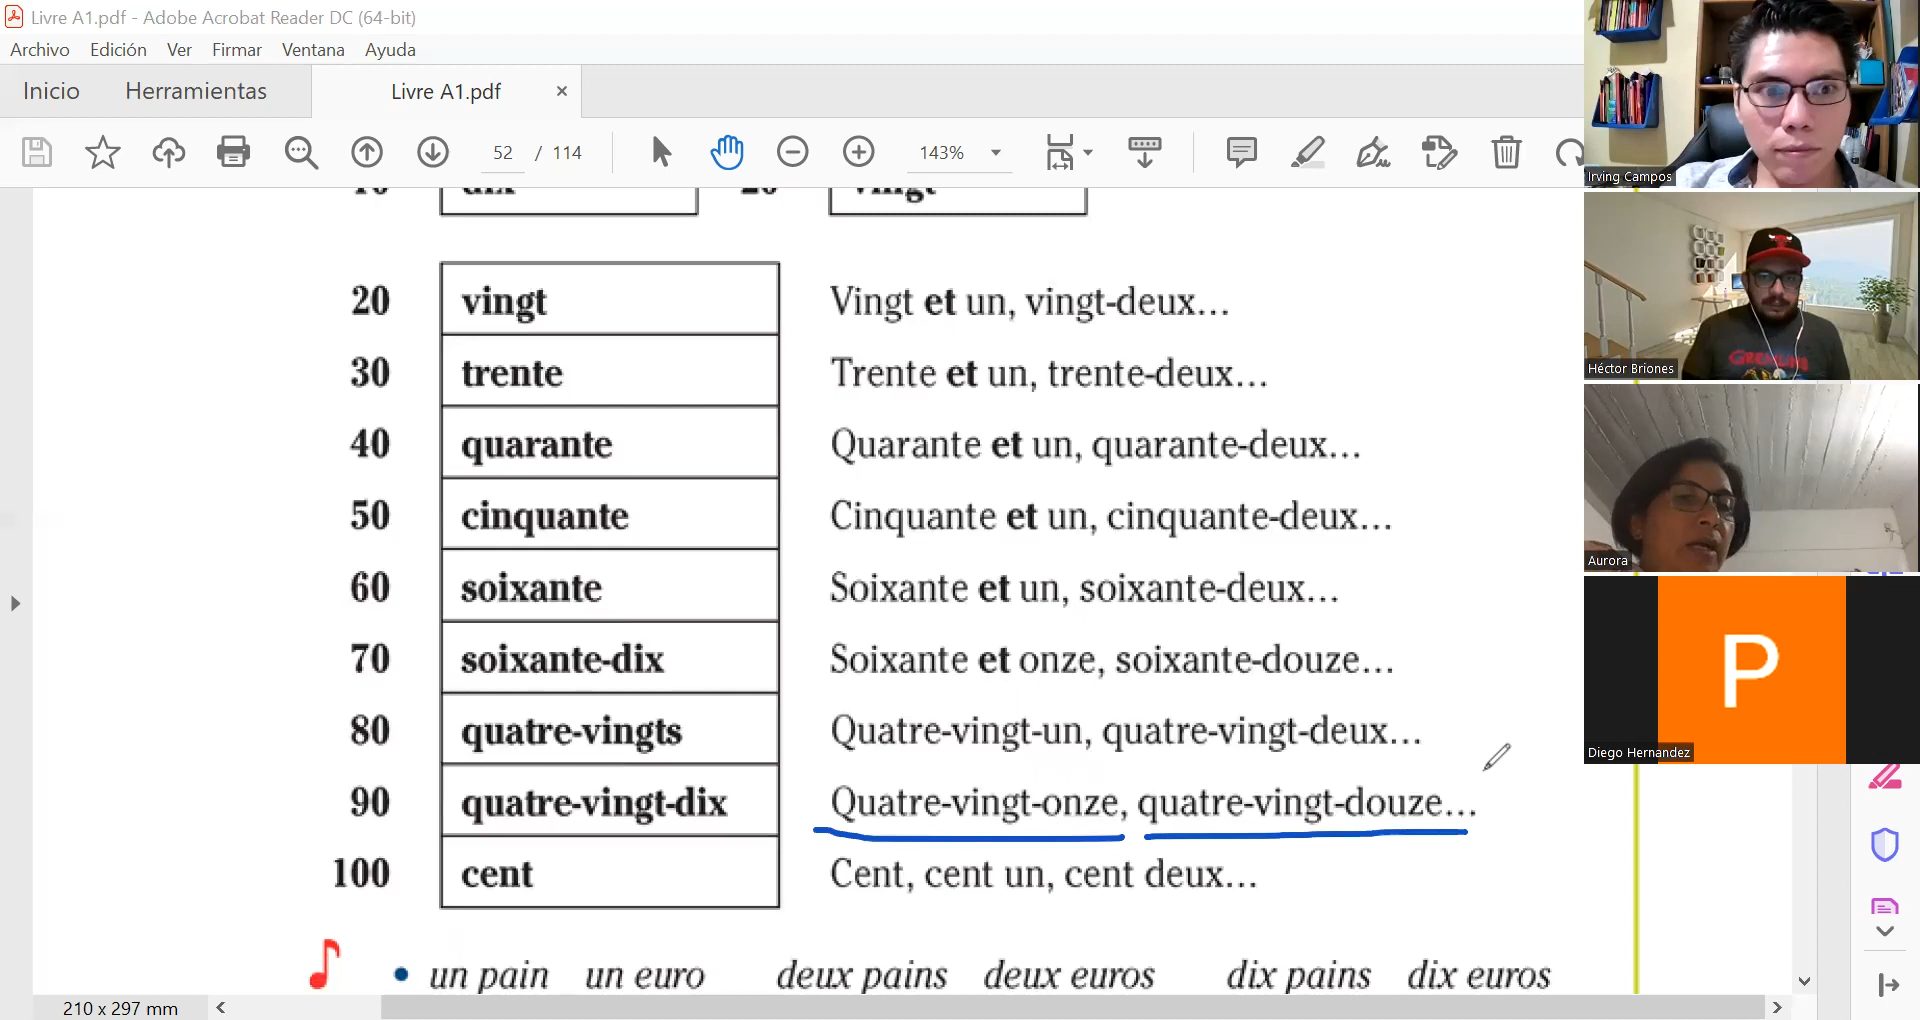 Livre A1.pdf - Adobe Acrobat Reader DC (64-bit)
Archivo Edición Ver Firmar Ventana Ayuda
Inicio Herramientas Livre A1.pdf ×
52 / 114 143%
10 dix 20 vingt
20 vingt Vingt et un, vingt-deux...
30 trente Trente et un, trente-deux...
40 quarante Quarante et un, quarante-deux...
50 cinquante Cinquante et un, cinquante-deux...
60 soixante Soixante et un, soixante-deux...
70 soixante-dix Soixante et onze, soixante-douze...
80 quatre-vingts Quatre-vingt-un, quatre-vingt-deux...
90 quatre-vingt-dix Quatre-vingt-onze, quatre-vingt-douze...
100 cent Cent, cent un, cent deux...
• un pain un euro deux pains deux euros dix pains dix euros
210 x 297 mm
Irving Campos
Héctor Briones
GREMLINS
Aurora
P
Diego Hernandez